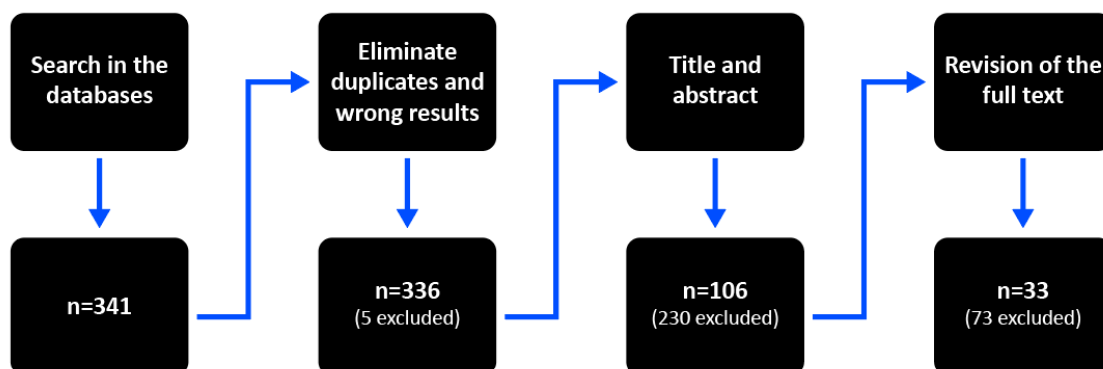 Search in the
databases
n=341
Eliminate
duplicates and
wrong results
n=336
(5 excluded)
Title and
abstract
n=106
(230 excluded)
Revision of the
full text
n=33
(73 excluded)